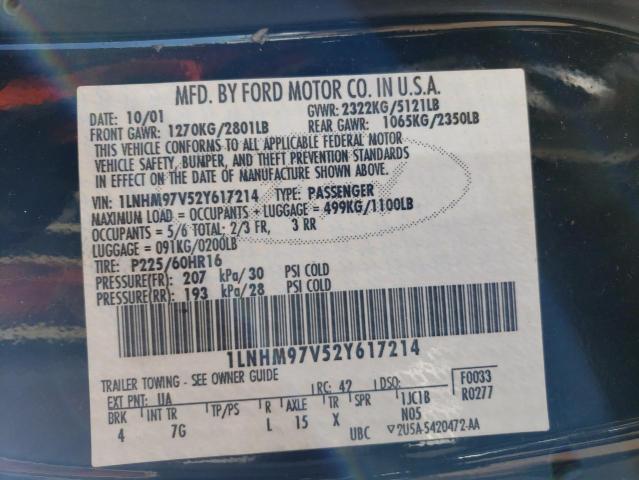 MFD. BY FORD MOTOR CO. IN U.S.A.
DATE: 10/01 GVWR: 2322KG/5121LB
FRONT GAWR: 1270KG/2801LB REAR GAWR: 1065KG/2350LB
THIS VEHICLE CONFORMS TO ALL APPLICABLE FEDERAL MOTOR
VEHICLE SAFETY, BUMPER, AND THEFT PREVENTION STANDARDS
IN EFFECT ON THE DATE OF MANUFACTURE SHOWN ABOVE.
VIN: 1LNHM97V52Y617214 TYPE: PASSENGER
MAXIMUM LOAD = OCCUPANTS + LUGGAGE = 499KG/1100LB
OCCUPANTS = 5/6 TOTAL: 2/3 FR, 3 RR
LUGGAGE = 091KG/0200LB
TIRE: P225/60HR16
PRESSURE(FR): 207 kPa/30 PSI COLD
PRESSURE(RR): 193 kPa/28 PSI COLD
1LNHM97V52Y617214
TRAILER TOWING - SEE OWNER GUIDE
EXT PNT: UA RC: 42 DSO: F0033
BRK INT TR TP/PS R AXLE TR SPR 1JC1B R0277
4 7G L 15 X N05
UBC ▽2U5A-5420472-AA